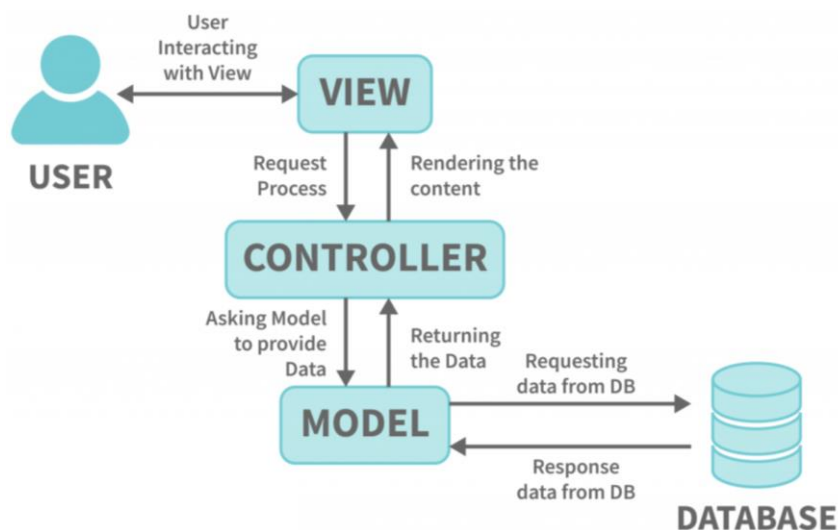 User
Interacting
with View
VIEW
USER
Request
Process
Rendering the
content
CONTROLLER
Asking Model
to provide
Data
Returning
the Data
Requesting
data from DB
MODEL
Response
data from DB
DATABASE